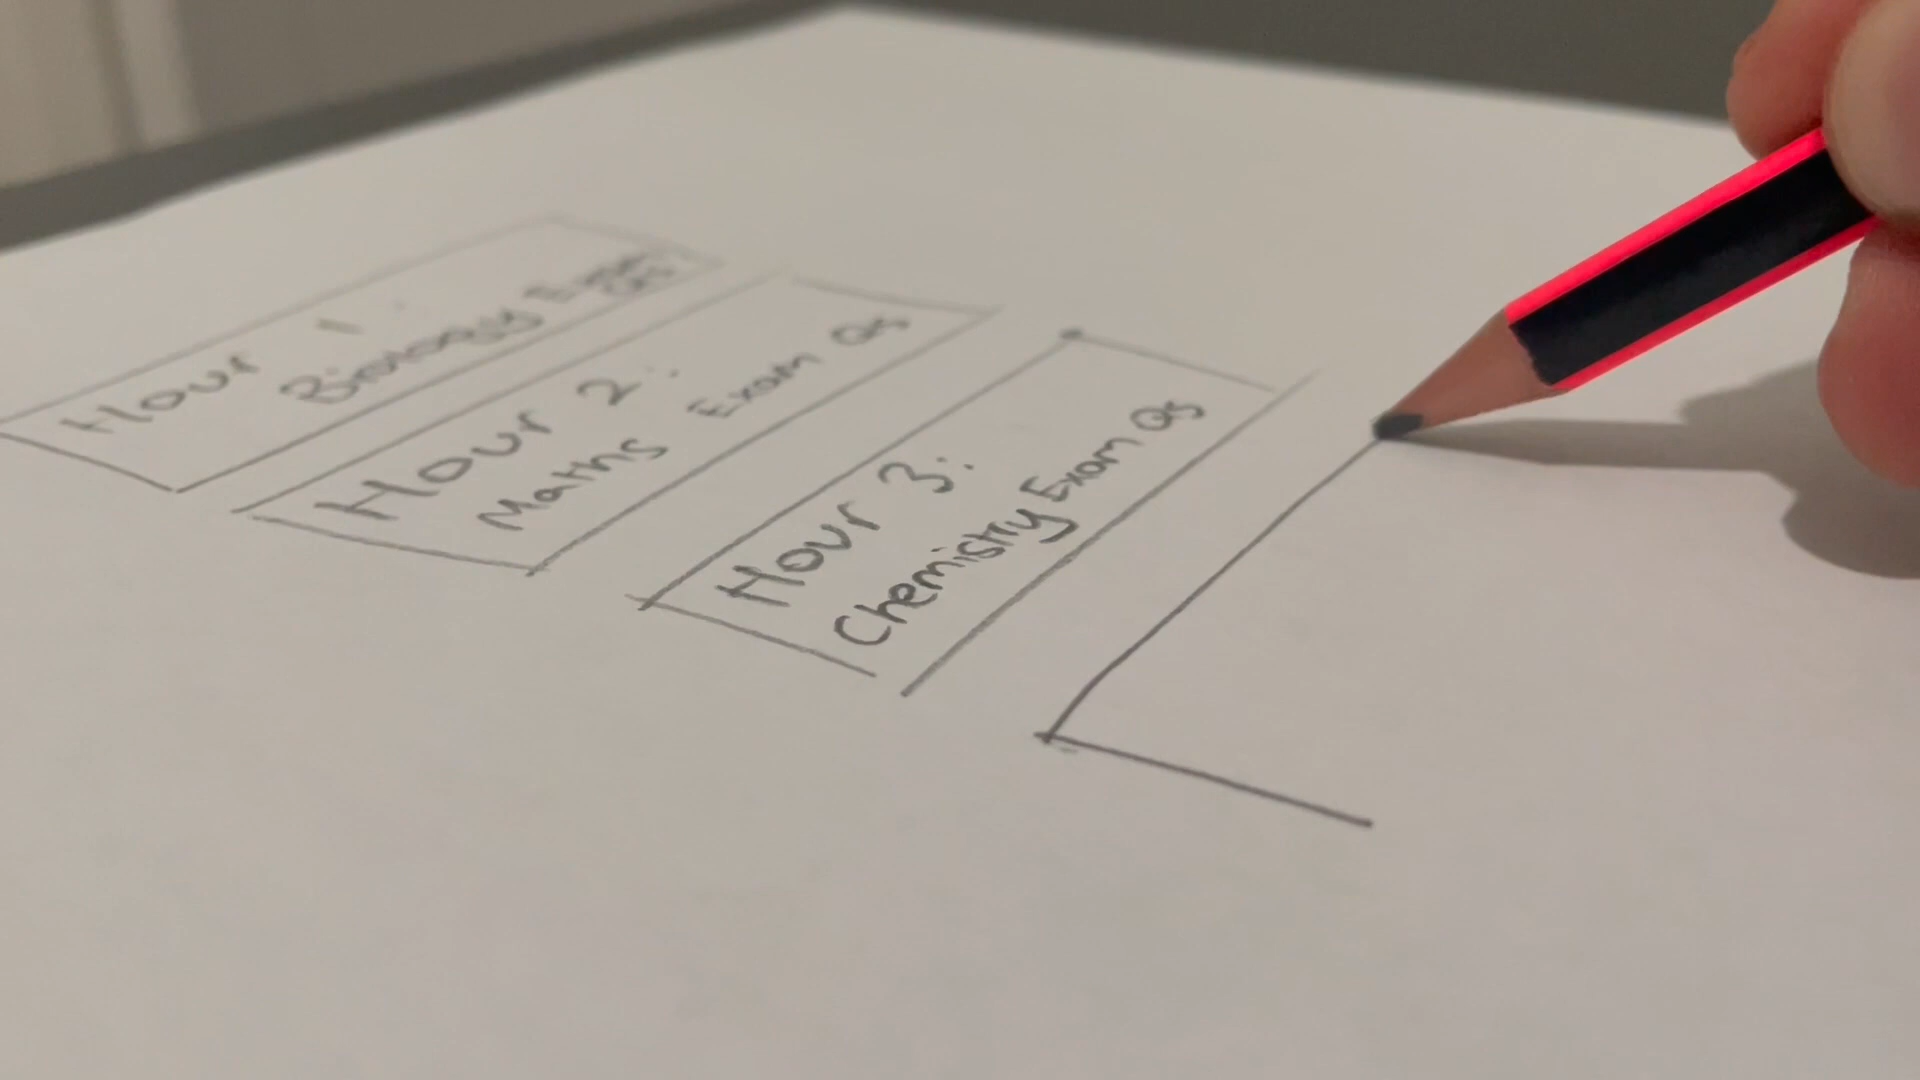 Hour 1:
Biology Exam
Qs
Hour 2:
Maths Exam Qs
Hour 3:
Chemistry Exam Qs